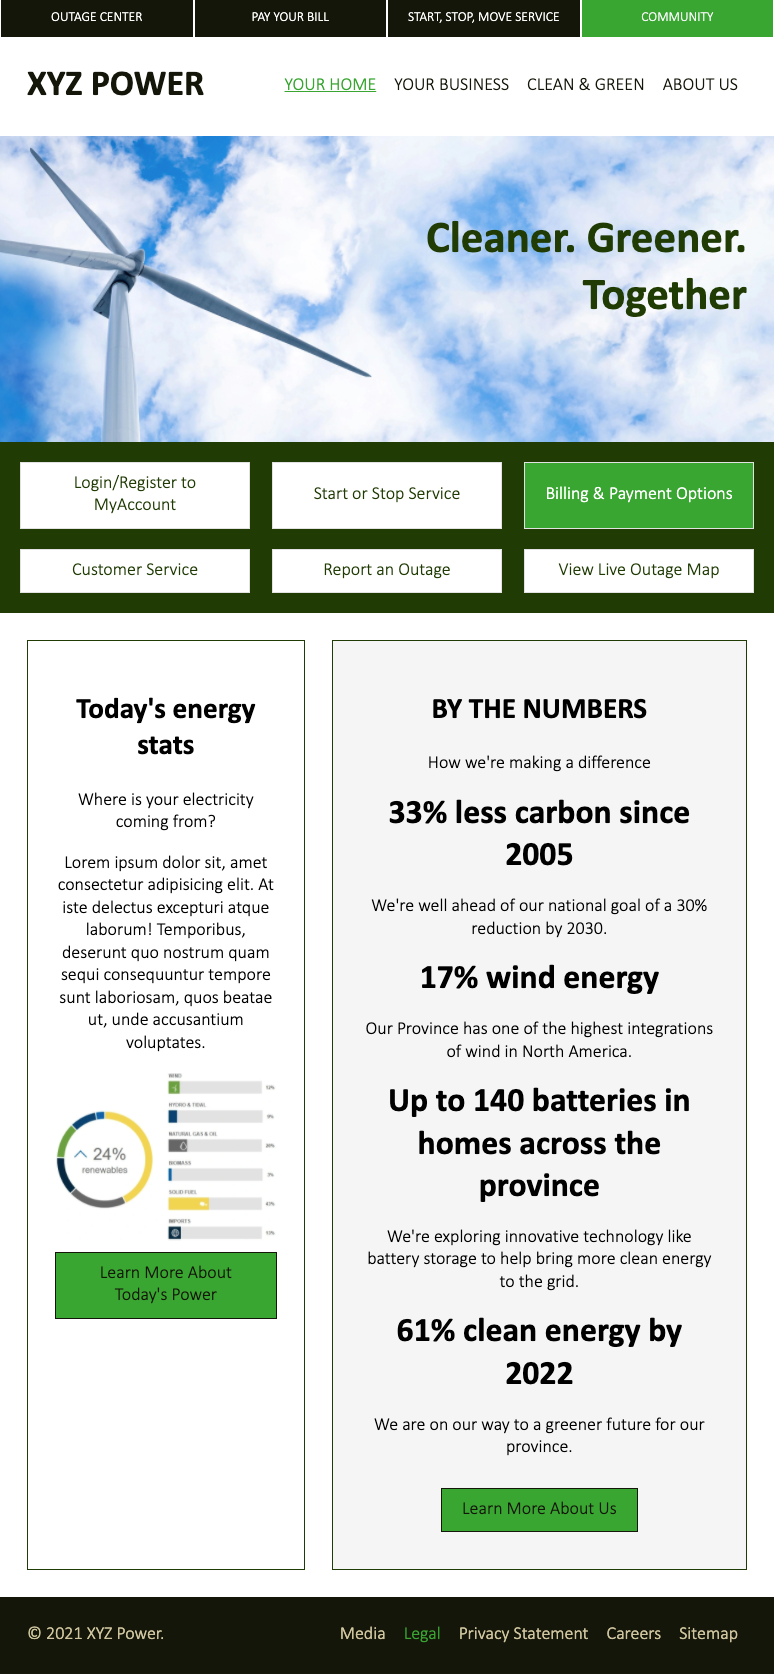 OUTAGE CENTER
PAY YOUR BILL
START, STOP, MOVE SERVICE
COMMUNITY
XYZ POWER
YOUR HOME
YOUR BUSINESS
CLEAN & GREEN
ABOUT US
Cleaner. Greener.
Together
Login/Register to
MyAccount
Start or Stop Service
Billing & Payment Options
Customer Service
Report an Outage
View Live Outage Map
Today's energy
stats
Where is your electricity
coming from?
Lorem ipsum dolor sit, amet
consectetur adipisicing elit. At
iste delectus excepturi atque
laborum! Temporibus,
deserunt quo nostrum quam
sequi consequuntur tempore
sunt laboriosam, quos beatae
ut, unde accusantium
voluptates.
24%
renewables
WIND
HYDRO & TIDAL
NATURAL GAS & OIL
BIOMASS
SOLID FUEL
IMPORTS
Learn More About
Today's Power
BY THE NUMBERS
How we're making a difference
33% less carbon since
2005
We're well ahead of our national goal of a 30%
reduction by 2030.
17% wind energy
Our Province has one of the highest integrations
of wind in North America.
Up to 140 batteries in
homes across the
province
We're exploring innovative technology like
battery storage to help bring more clean energy
to the grid.
61% clean energy by
2022
We are on our way to a greener future for our
province.
Learn More About Us
© 2021 XYZ Power.
Media
Legal
Privacy Statement
Careers
Sitemap